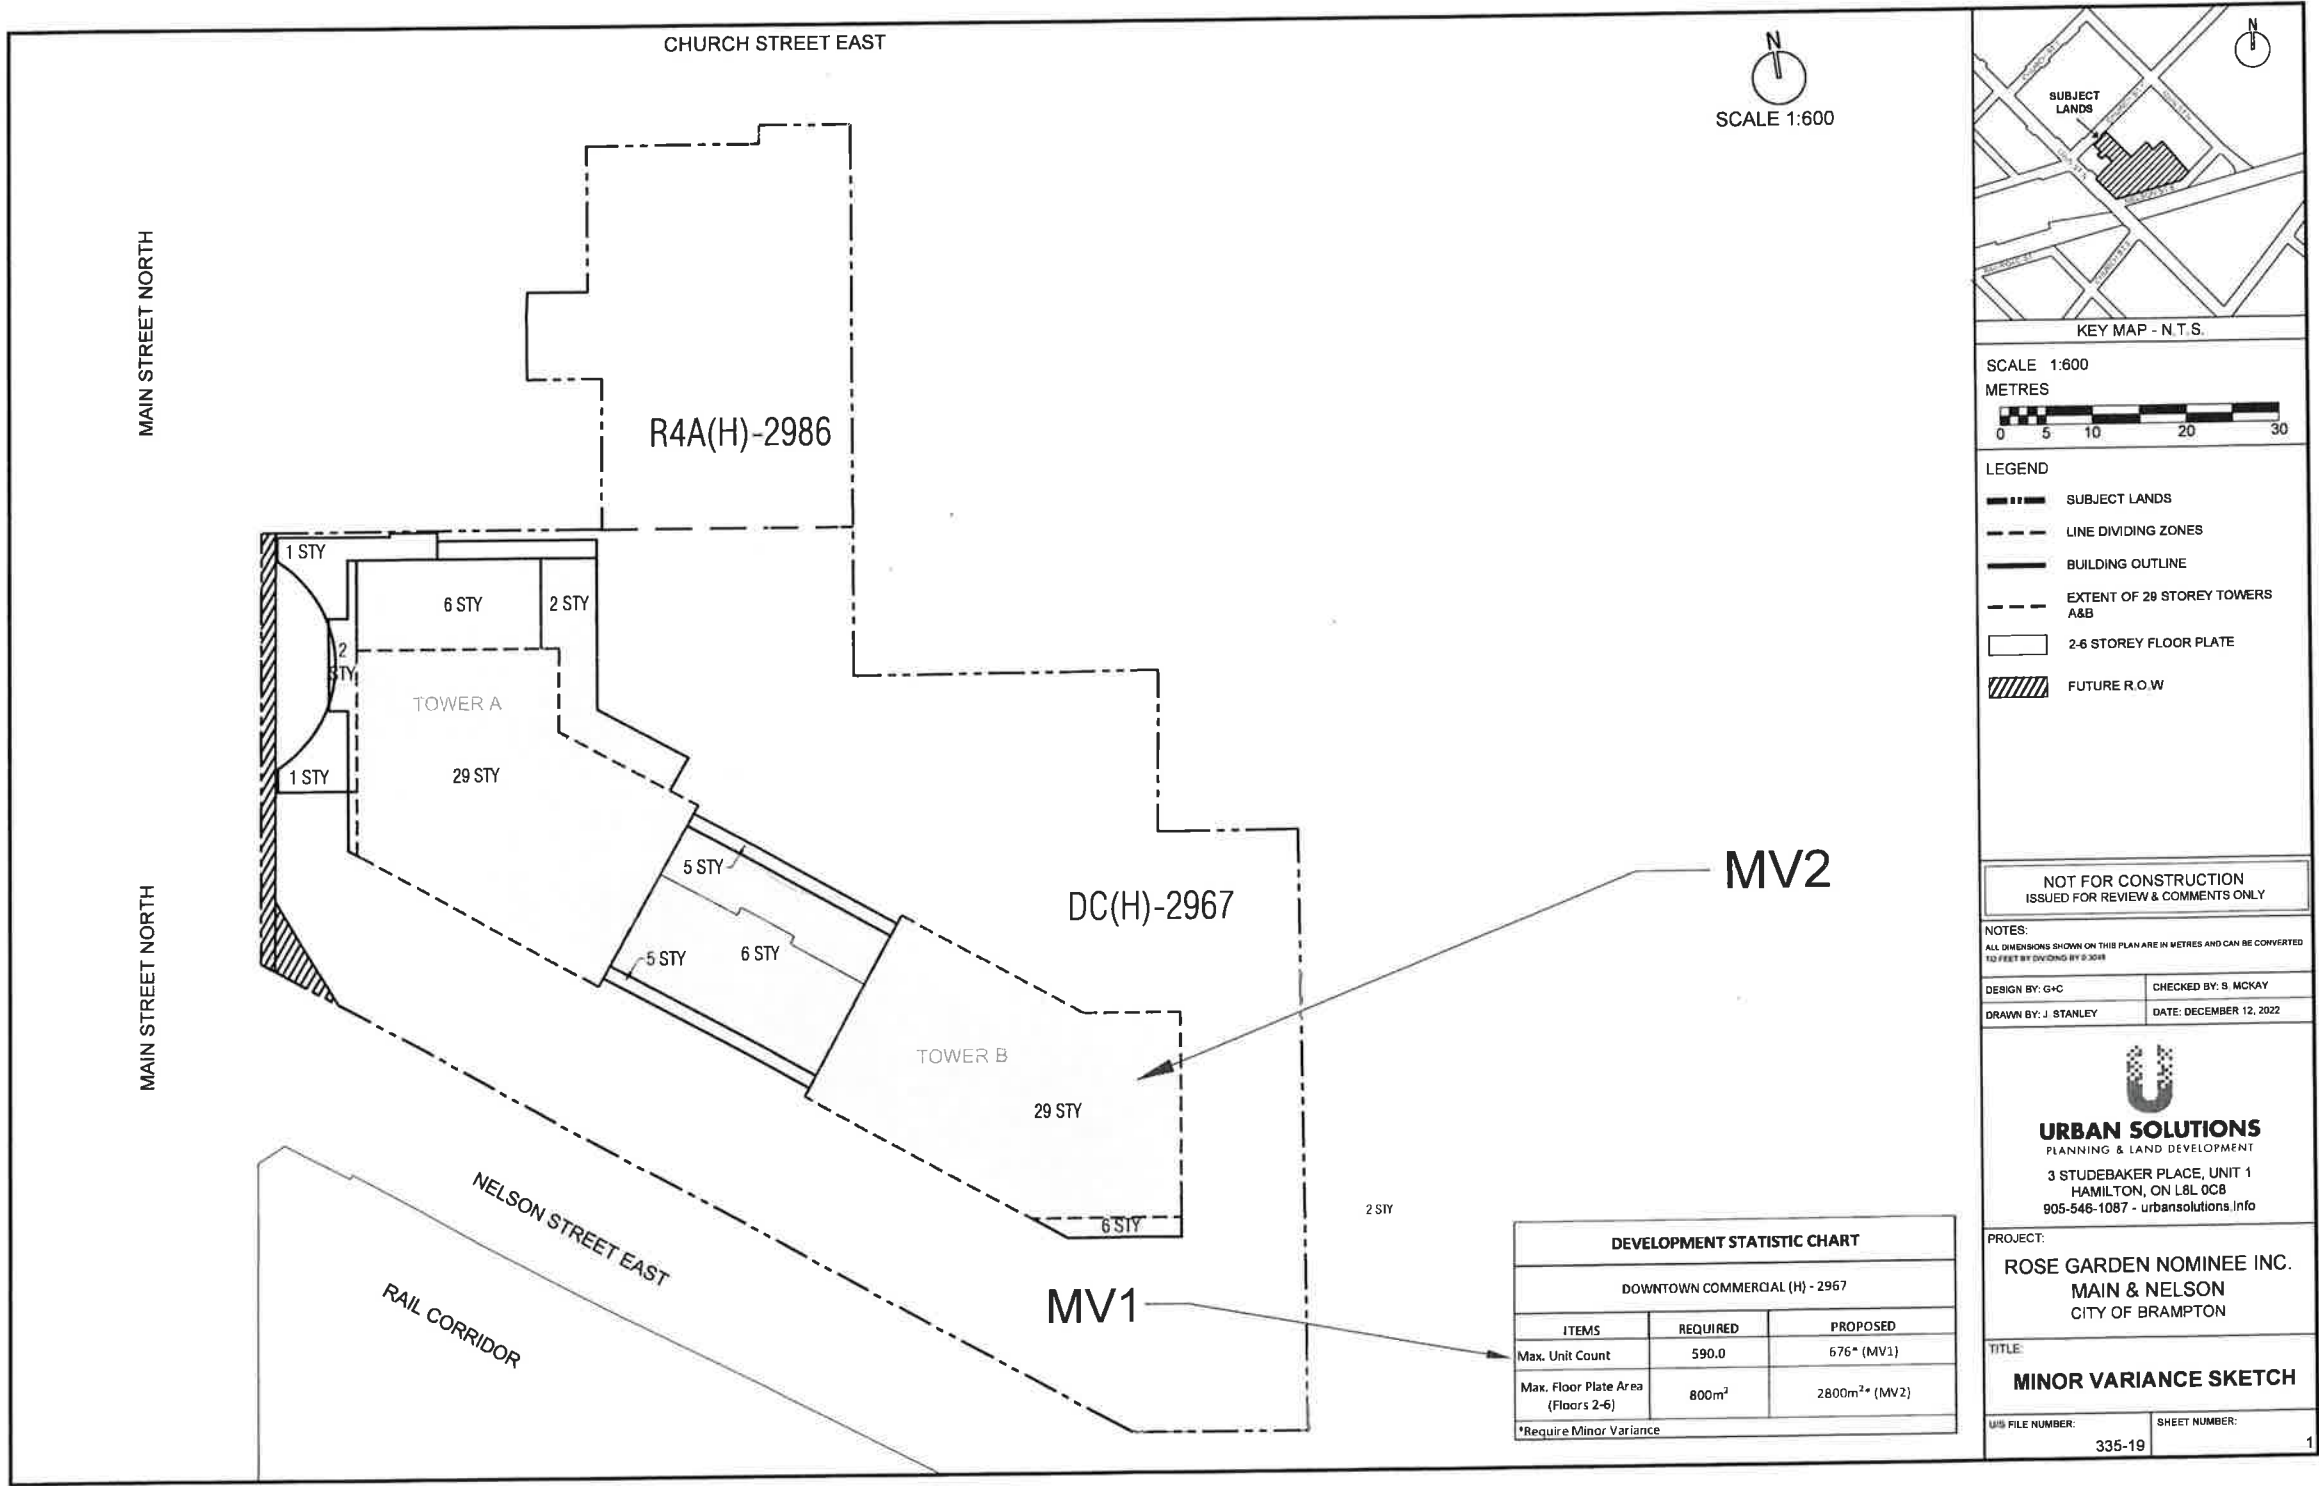 CHURCH STREET EAST
N
SCALE 1:600
MAIN STREET NORTH
MAIN STREET NORTH
R4A(H)-2986
1 STY
6 STY
2 STY
2
STY
TOWER A
29 STY
1 STY
5 STY
6 STY
5 STY
DC(H)-2967
MV2
TOWER B
29 STY
6 STY
2 STY
NELSON STREET EAST
RAIL CORRIDOR
MV1
DEVELOPMENT STATISTIC CHART
DOWNTOWN COMMERCIAL (H) - 2967
ITEMS REQUIRED PROPOSED
Max. Unit Count 590.0 676* (MV1)
Max. Floor Plate Area
(Floors 2-6) 800m² 2800m²* (MV2)
*Require Minor Variance
N
SUBJECT
LANDS
KEY MAP - N.T.S.
SCALE 1:600
METRES
0 5 10 20 30
LEGEND
SUBJECT LANDS
LINE DIVIDING ZONES
BUILDING OUTLINE
EXTENT OF 29 STOREY TOWERS
A&B
2-6 STOREY FLOOR PLATE
FUTURE R.O.W
NOT FOR CONSTRUCTION
ISSUED FOR REVIEW & COMMENTS ONLY
NOTES:
ALL DIMENSIONS SHOWN ON THIS PLAN ARE IN METRES AND CAN BE CONVERTED
TO FEET BY DIVIDING BY 0.3048
DESIGN BY: G+C
CHECKED BY: S. MCKAY
DRAWN BY: J. STANLEY
DATE: DECEMBER 12, 2022
URBAN SOLUTIONS
PLANNING & LAND DEVELOPMENT
3 STUDEBAKER PLACE, UNIT 1
HAMILTON, ON L8L 0C8
905-546-1087 - urbansolutions.info
PROJECT:
ROSE GARDEN NOMINEE INC.
MAIN & NELSON
CITY OF BRAMPTON
TITLE:
MINOR VARIANCE SKETCH
U/S FILE NUMBER:
335-19
SHEET NUMBER:
1